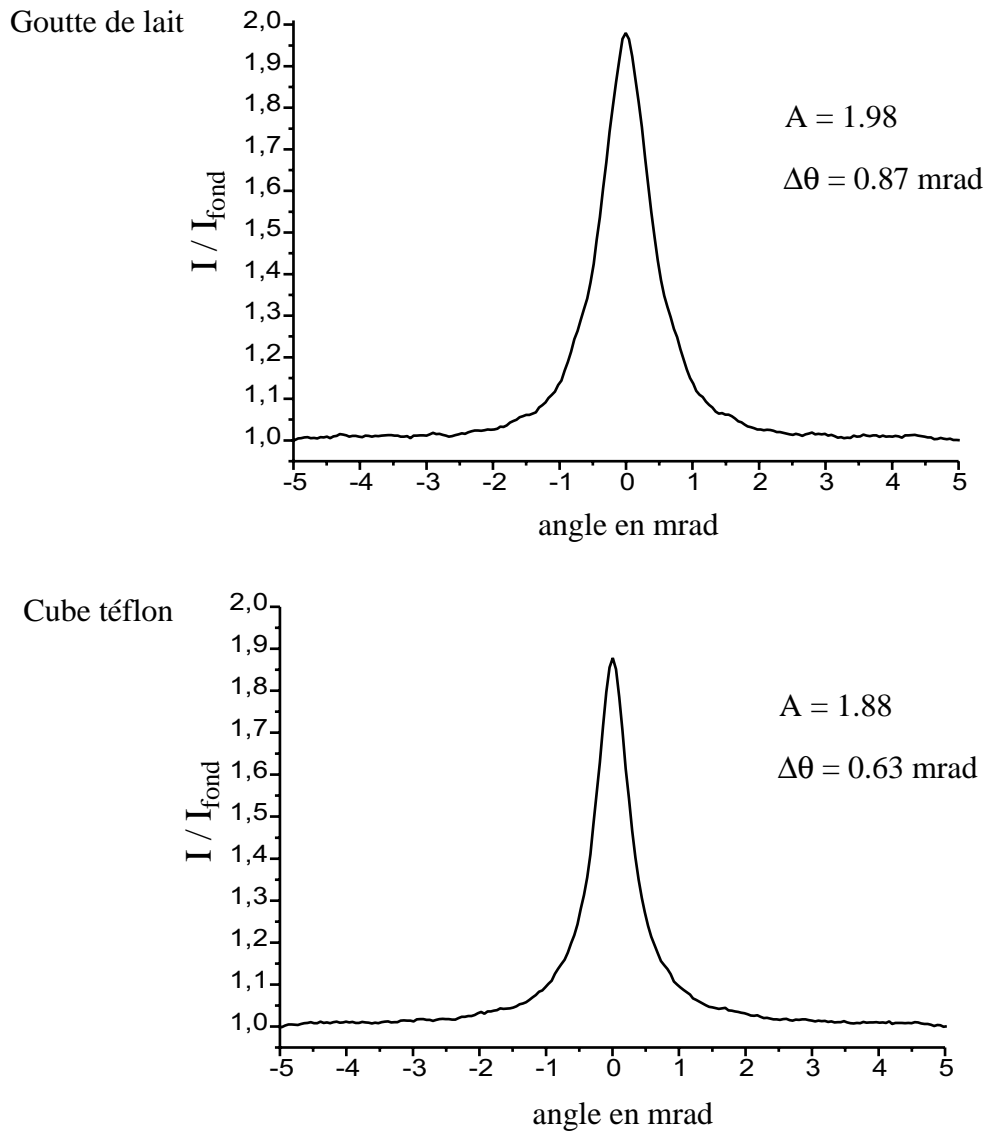 Goutte de lait
2,0
1,9
1,8
1,7
1,6
1,5
1,4
1,3
1,2
1,1
1,0
I / I_fond
A = 1.98
Δθ = 0.87 mrad
-5 -4 -3 -2 -1 0 1 2 3 4 5
angle en mrad
Cube téflon
2,0
1,9
1,8
1,7
1,6
1,5
1,4
1,3
1,2
1,1
1,0
I / I_fond
A = 1.88
Δθ = 0.63 mrad
-5 -4 -3 -2 -1 0 1 2 3 4 5
angle en mrad